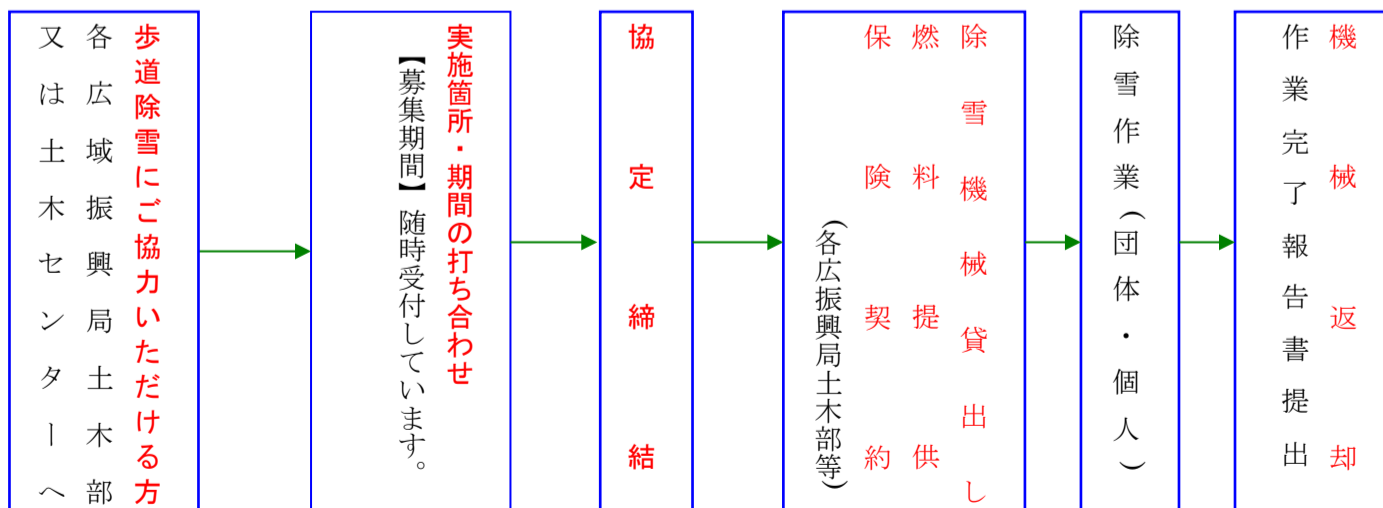 歩道除雪にご協力いただける方
各広域振興局土木部
又は土木センターへ
実施箇所・期間の打ち合わせ
【募集期間】随時受付しています。
協定締結
除雪機械貸出し
燃料提供
保険契約
(各広振興局土木部等)
除雪作業(団体・個人)
機械返却
作業完了報告書提出